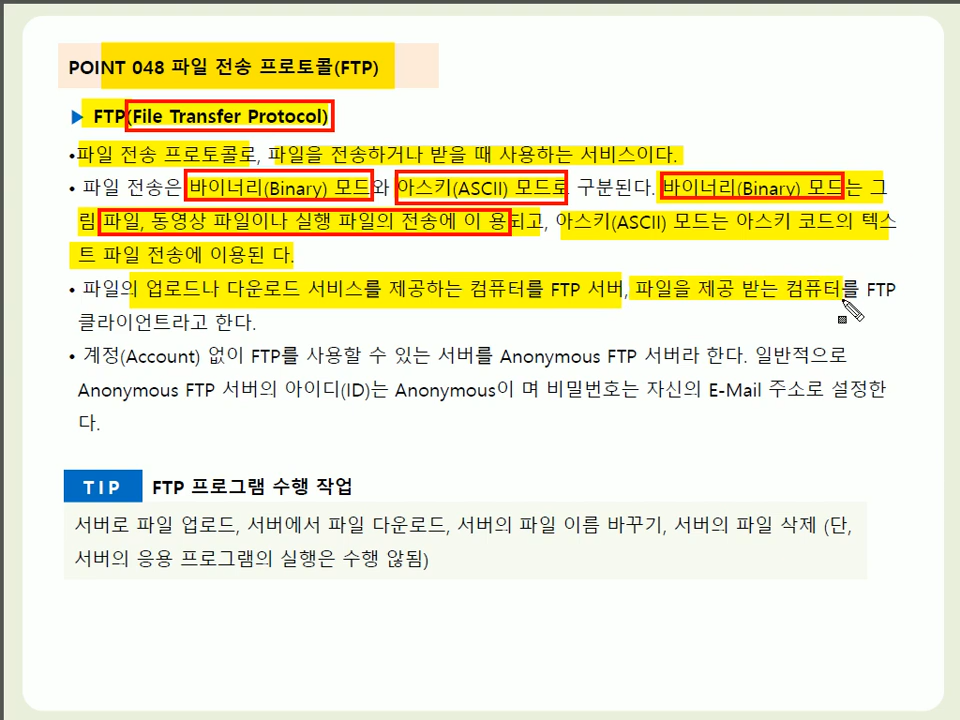 POINT 048 파일 전송 프로토콜(FTP)
▶ FTP(File Transfer Protocol)
•파일 전송 프로토콜로, 파일을 전송하거나 받을 때 사용하는 서비스이다.
• 파일 전송은 바이너리(Binary) 모드와 아스키(ASCII) 모드로 구분된다. 바이너리(Binary) 모드는 그
림 파일, 동영상 파일이나 실행 파일의 전송에 이 용되고, 아스키(ASCII) 모드는 아스키 코드의 텍스
트 파일 전송에 이용된 다.
• 파일의 업로드나 다운로드 서비스를 제공하는 컴퓨터를 FTP 서버, 파일을 제공 받는 컴퓨터를 FTP
클라이언트라고 한다.
• 계정(Account) 없이 FTP를 사용할 수 있는 서버를 Anonymous FTP 서버라 한다. 일반적으로
Anonymous FTP 서버의 아이디(ID)는 Anonymous이 며 비밀번호는 자신의 E-Mail 주소로 설정한
다.
TIP FTP 프로그램 수행 작업
서버로 파일 업로드, 서버에서 파일 다운로드, 서버의 파일 이름 바꾸기, 서버의 파일 삭제 (단,
서버의 응용 프로그램의 실행은 수행 않됨)